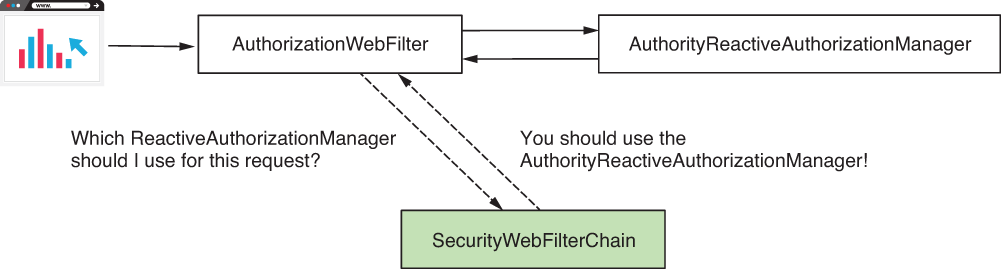 WWW.
AuthorizationWebFilter
AuthorityReactiveAuthorizationManager
Which ReactiveAuthorizationManager
should I use for this request?
You should use the
AuthorityReactiveAuthorizationManager!
SecurityWebFilterChain